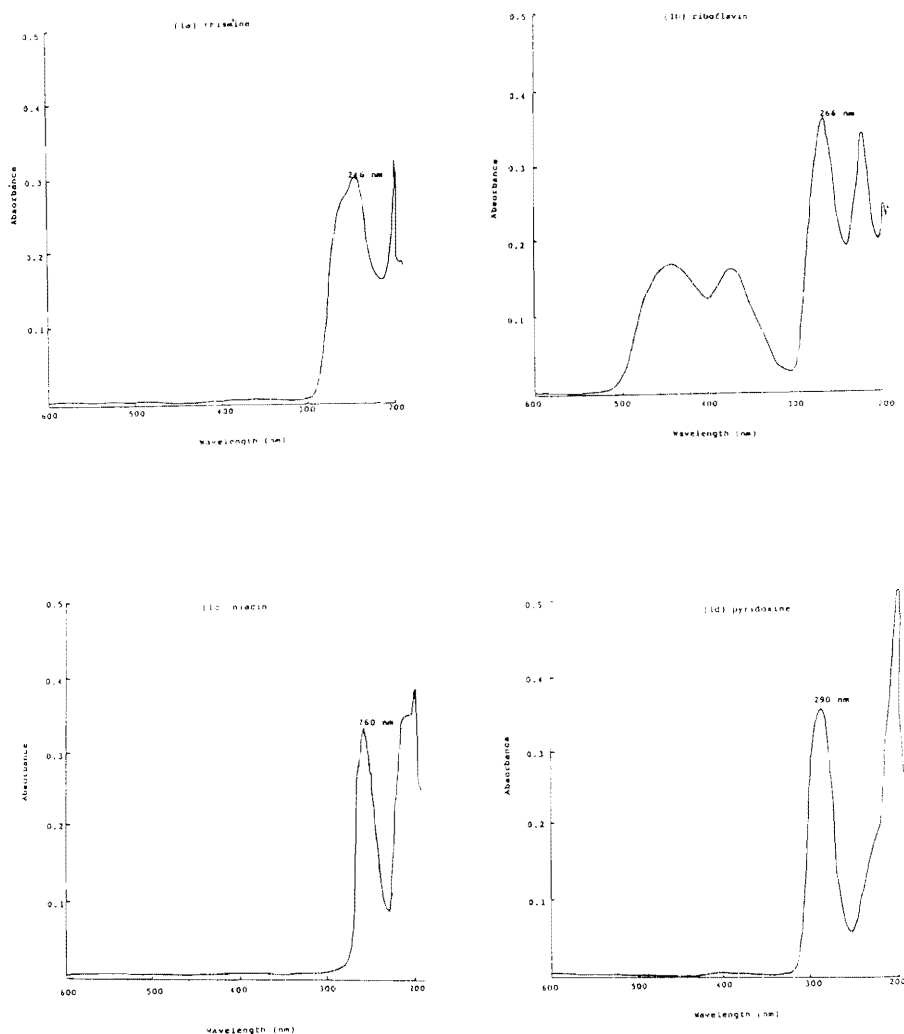 (1a) thiamine
0.5
0.4
0.3
0.2
0.1
Absorbance
246 nm
600 500 400 300 200
Wavelength (nm)
(1b) riboflavin
0.5
0.4
0.3
0.2
0.1
Absorbance
266 nm
600 500 400 300 200
Wavelength (nm)
(1c) niacin
0.5
0.4
0.3
0.2
0.1
Absorbance
260 nm
600 500 400 300 200
Wavelength (nm)
(1d) pyridoxine
0.5
0.4
0.3
0.2
0.1
Absorbance
290 nm
600 500 400 300 200
Wavelength (nm)